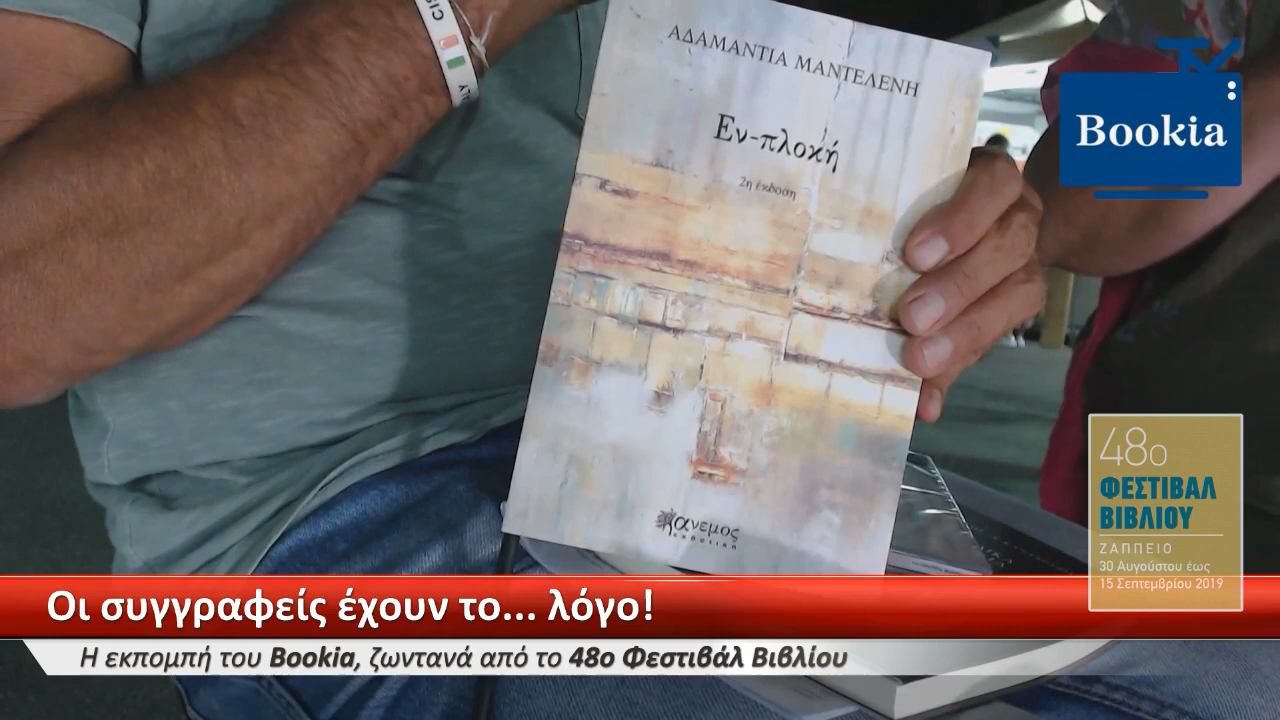 ΑΔΑΜΑΝΤΙΑ ΜΑΝΤΕΛΕΝΗ
Εν-πλοκή
2η έκδοση
άνεμος
εκδοτική
Bookia
48ο
ΦΕΣΤΙΒΑΛ
ΒΙΒΛΙΟΥ
ΖΑΠΠΕΙΟ
30 Αυγούστου έως
15 Σεπτεμβρίου 2019
Οι συγγραφείς έχουν το... λόγο!
Η εκπομπή του Bookia, ζωντανά από το 48ο Φεστιβάλ Βιβλίου